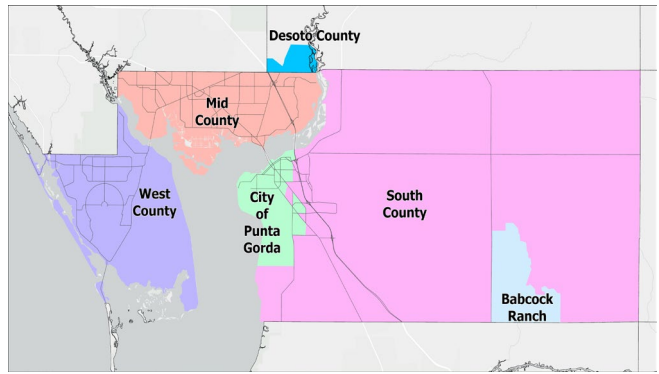 Desoto County
Mid
County
West
County
City
of
Punta
Gorda
South
County
Babcock
Ranch